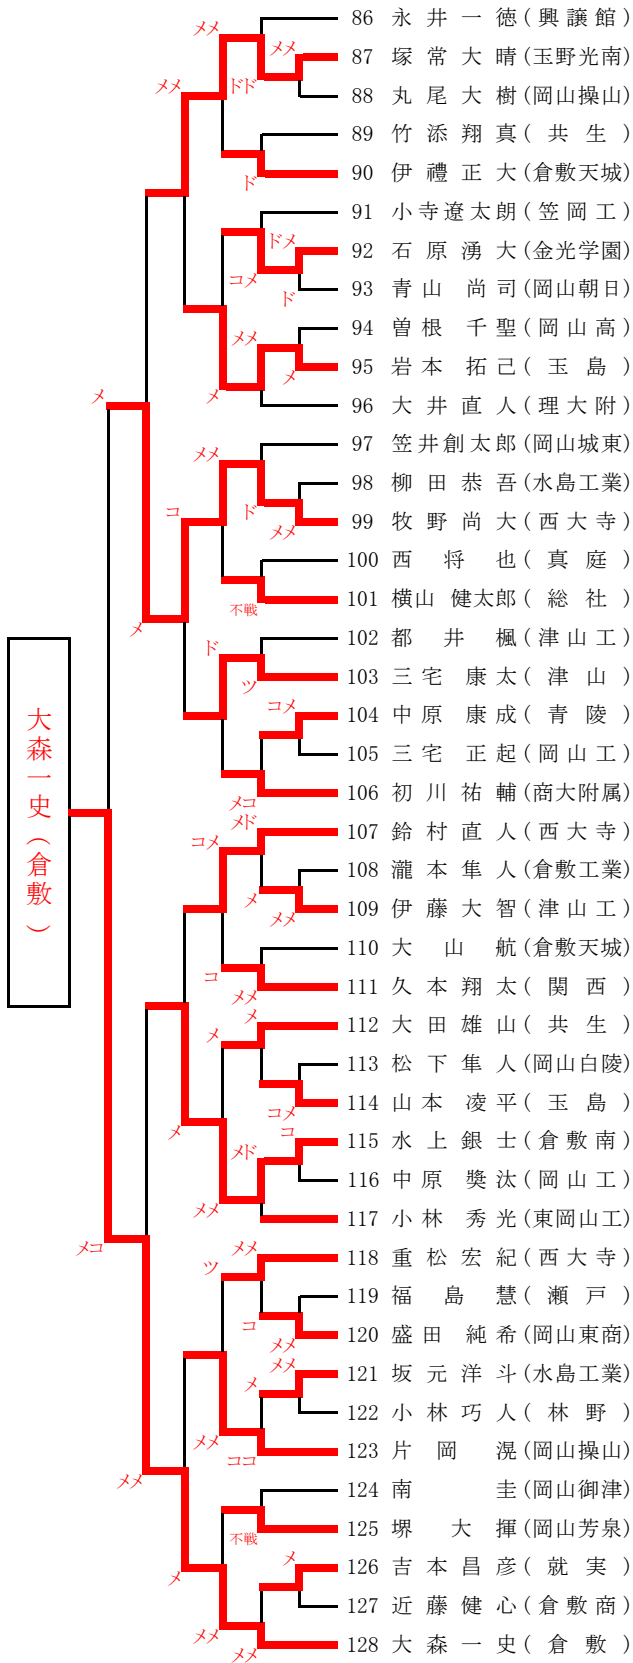 86 永井一徳(興譲館)
87 塚常大晴(玉野光南)
88 丸尾大樹(岡山操山)
89 竹添翔真(共生)
90 伊禮正大(倉敷天城)
91 小寺遼太朗(笠岡工)
92 石原湧大(金光学園)
93 青山尚司(岡山朝日)
94 曽根千聖(岡山高)
95 岩本拓己(玉島)
96 大井直人(理大附)
97 笠井創太郎(岡山城東)
98 柳田恭吾(水島工業)
99 牧野尚大(西大寺)
100 西将也(真庭)
101 横山健太郎(総社)
102 都井楓(津山工)
103 三宅康太(津山)
104 中原康成(青陵)
105 三宅正起(岡山工)
106 初川祐輔(商大附属)
107 鈴村直人(西大寺)
108 瀧本隼人(倉敷工業)
109 伊藤大智(津山工)
110 大山航(倉敷天城)
111 久本翔太(関西)
112 大田雄山(共生)
113 松下隼人(岡山白陵)
114 山本凌平(玉島)
115 水上銀士(倉敷南)
116 中原奨汰(岡山工)
117 小林秀光(東岡山工)
118 重松宏紀(西大寺)
119 福島慧(瀬戸)
120 盛田純希(岡山東商)
121 坂元洋斗(水島工業)
122 小林巧人(林野)
123 片岡滉(岡山操山)
124 南圭(岡山御津)
125 堺大揮(岡山芳泉)
126 吉本昌彦(就実)
127 近藤健心(倉敷商)
128 大森一史(倉敷)
大森一史(倉敷)
メメ
メメ
メメ
ドド
ド
ドメ
コメ
ド
メメ
メ
メ
メ
メメ
コ
ド
メメ
不戦
メ
ド
ツ
コメ
メコ
メド
コメ
メ
メメ
コ
メメ
メ
メ
コメ
メ
コ
メド
メメ
メコ
メメ
ツ
コ
メメ
メメ
メ
メメ
ココ
メメ
不戦
メ
メ
メメ
メメ